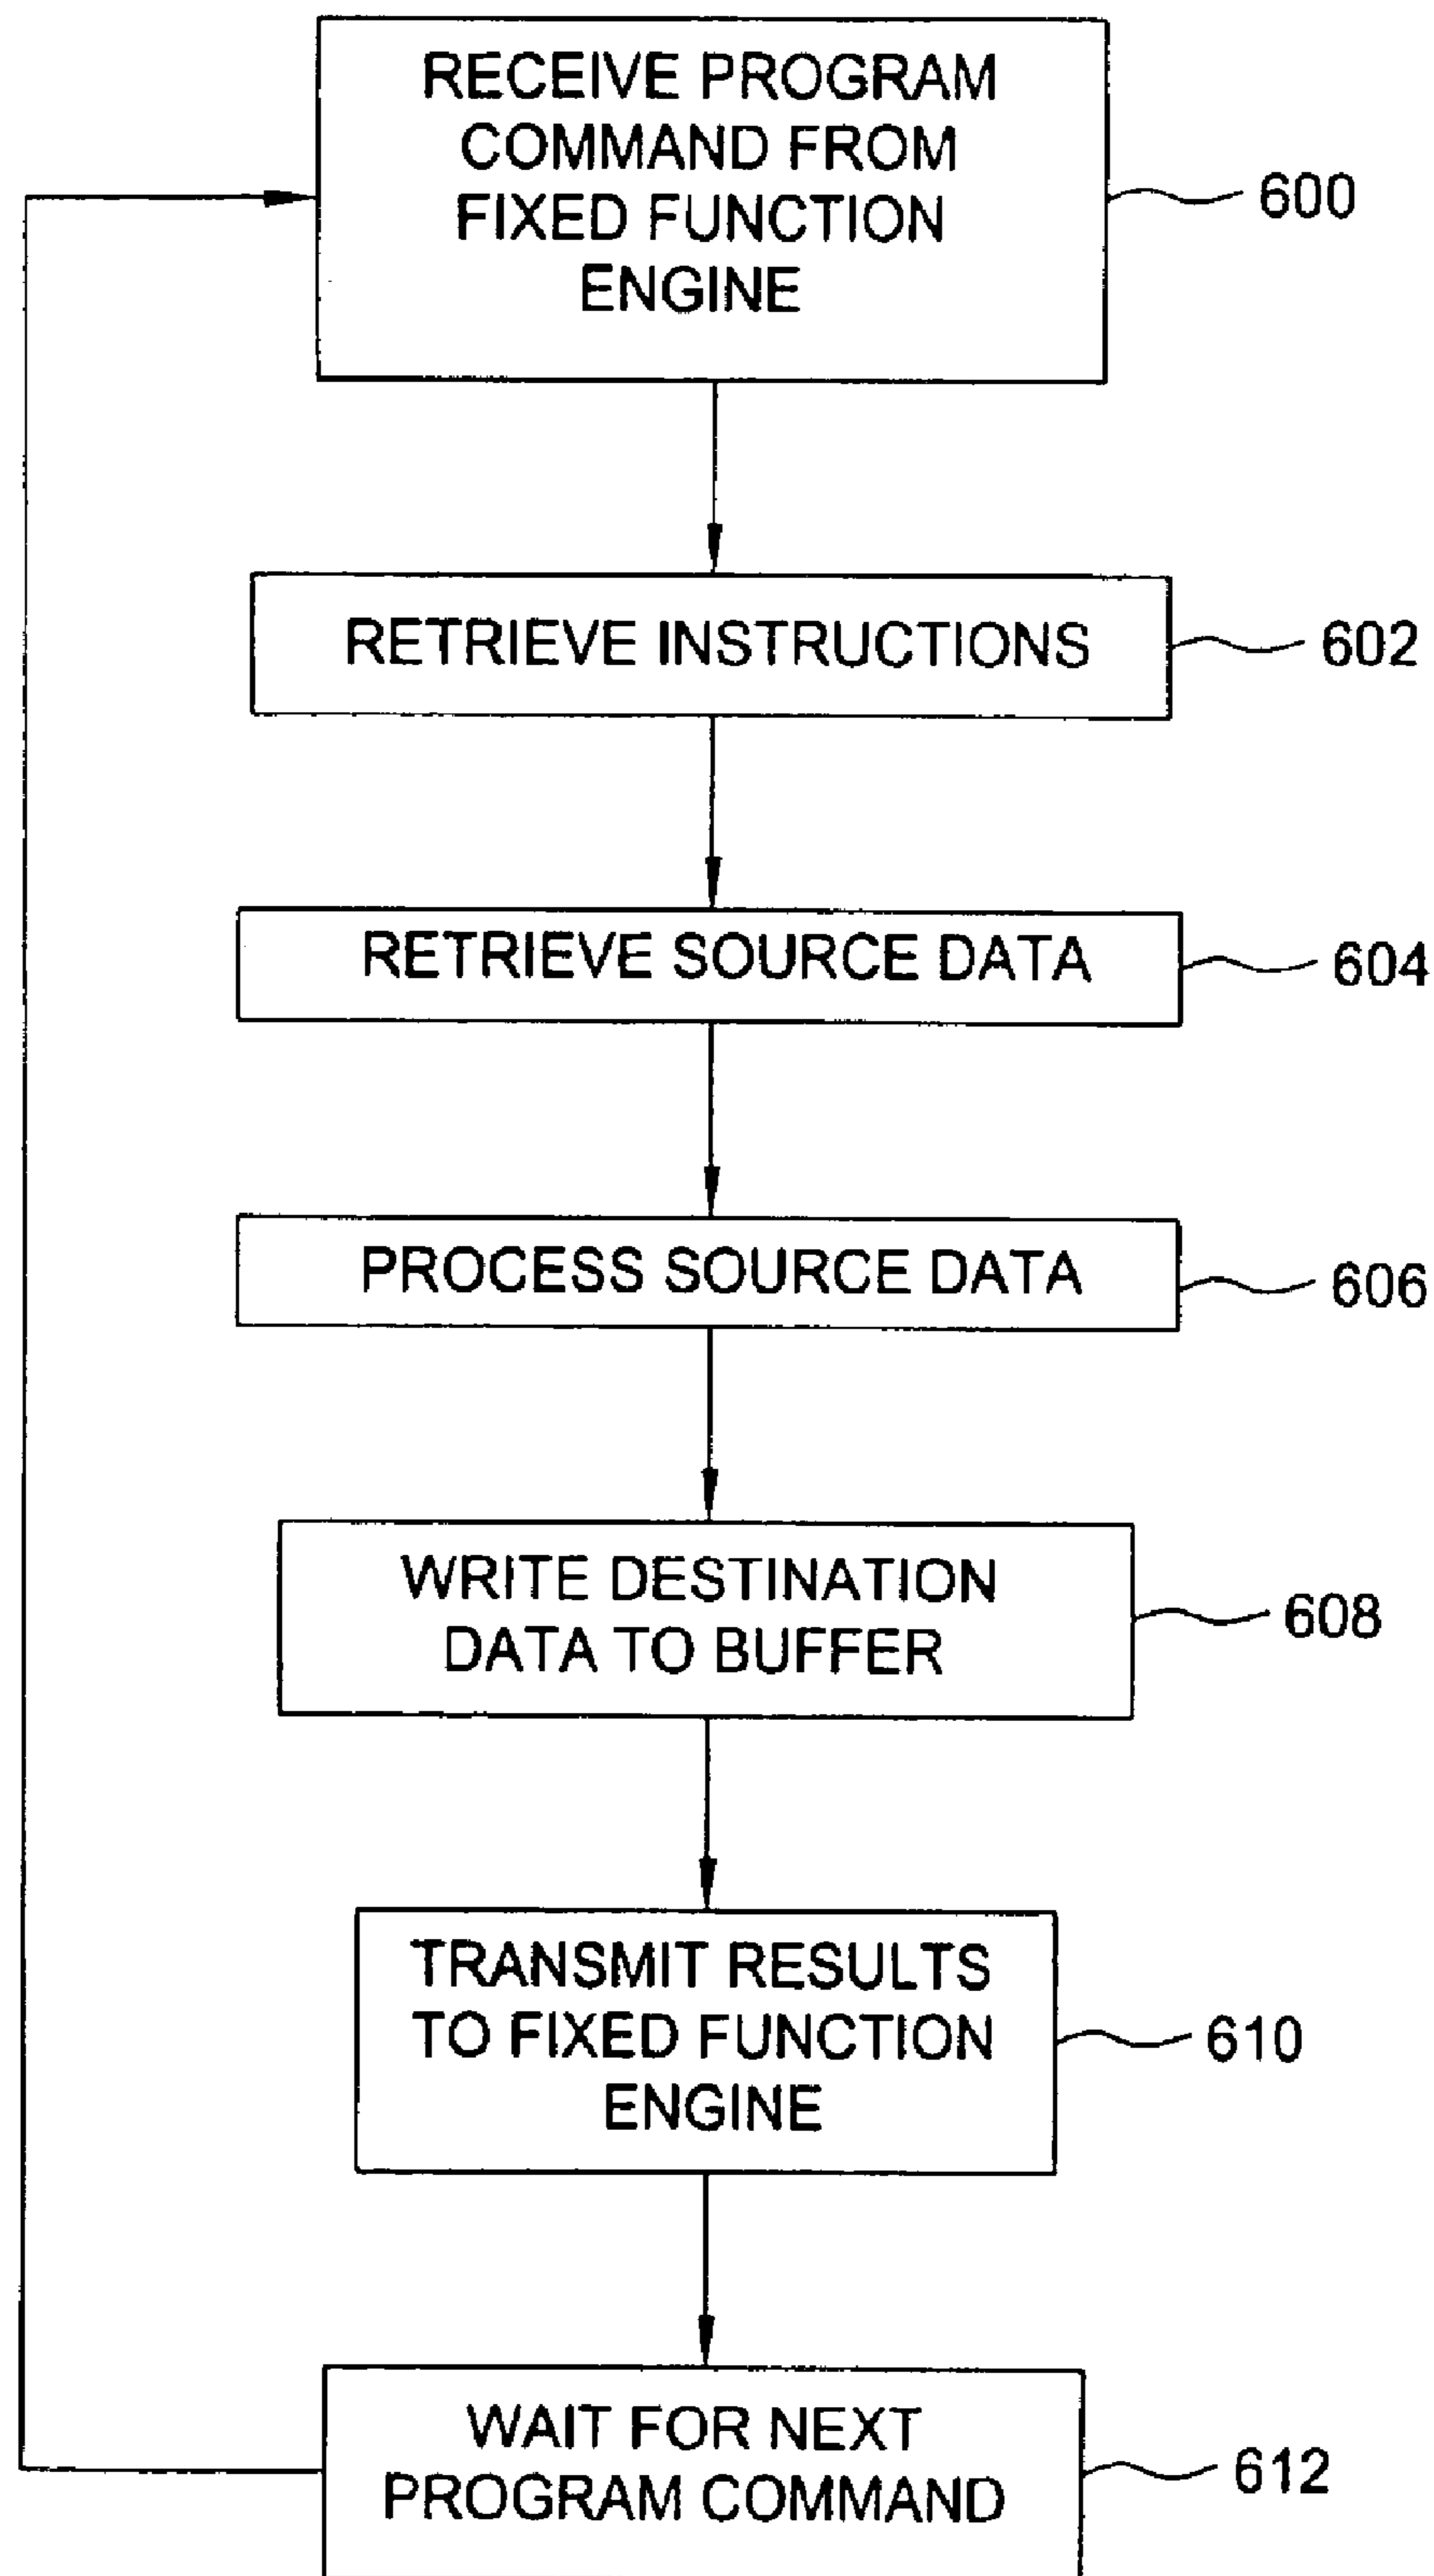 RECEIVE PROGRAM
COMMAND FROM
FIXED FUNCTION
ENGINE
600
RETRIEVE INSTRUCTIONS
602
RETRIEVE SOURCE DATA
604
PROCESS SOURCE DATA
606
WRITE DESTINATION
DATA TO BUFFER
608
TRANSMIT RESULTS
TO FIXED FUNCTION
ENGINE
610
WAIT FOR NEXT
PROGRAM COMMAND
612